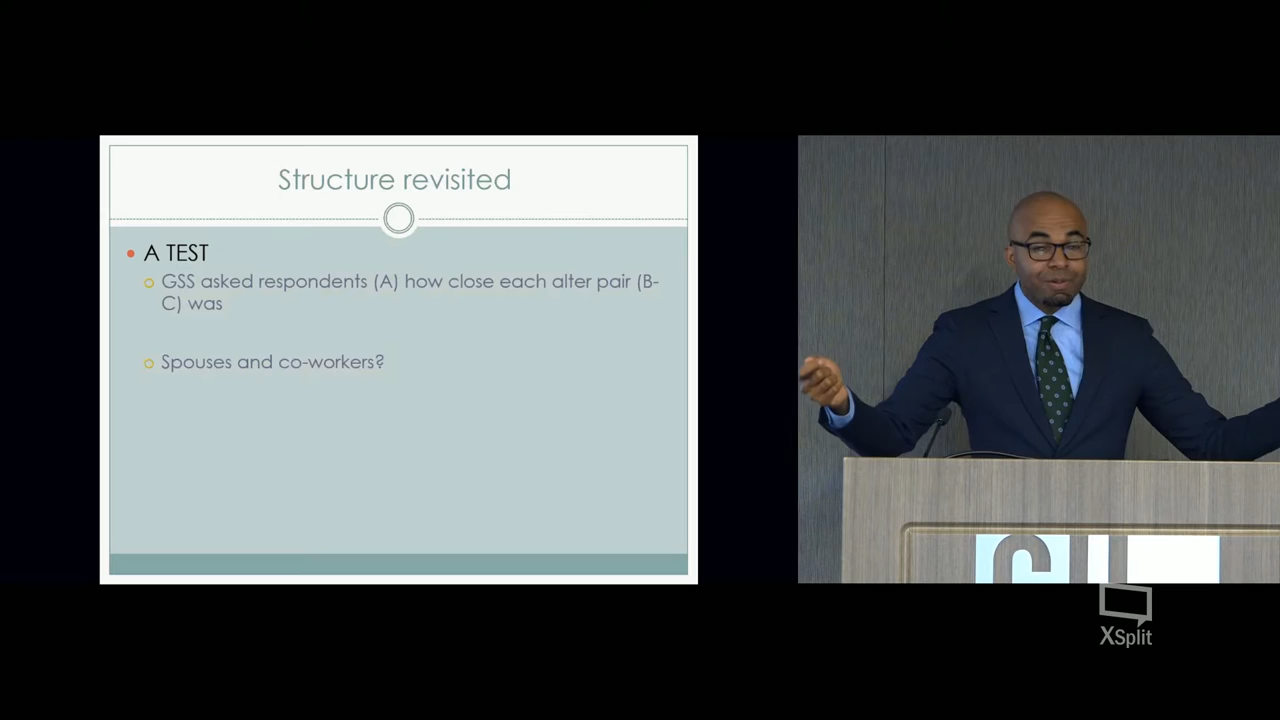 Structure revisited
A TEST
GSS asked respondents (A) how close each alter pair (B-
C) was
Spouses and co-workers?
XSplit